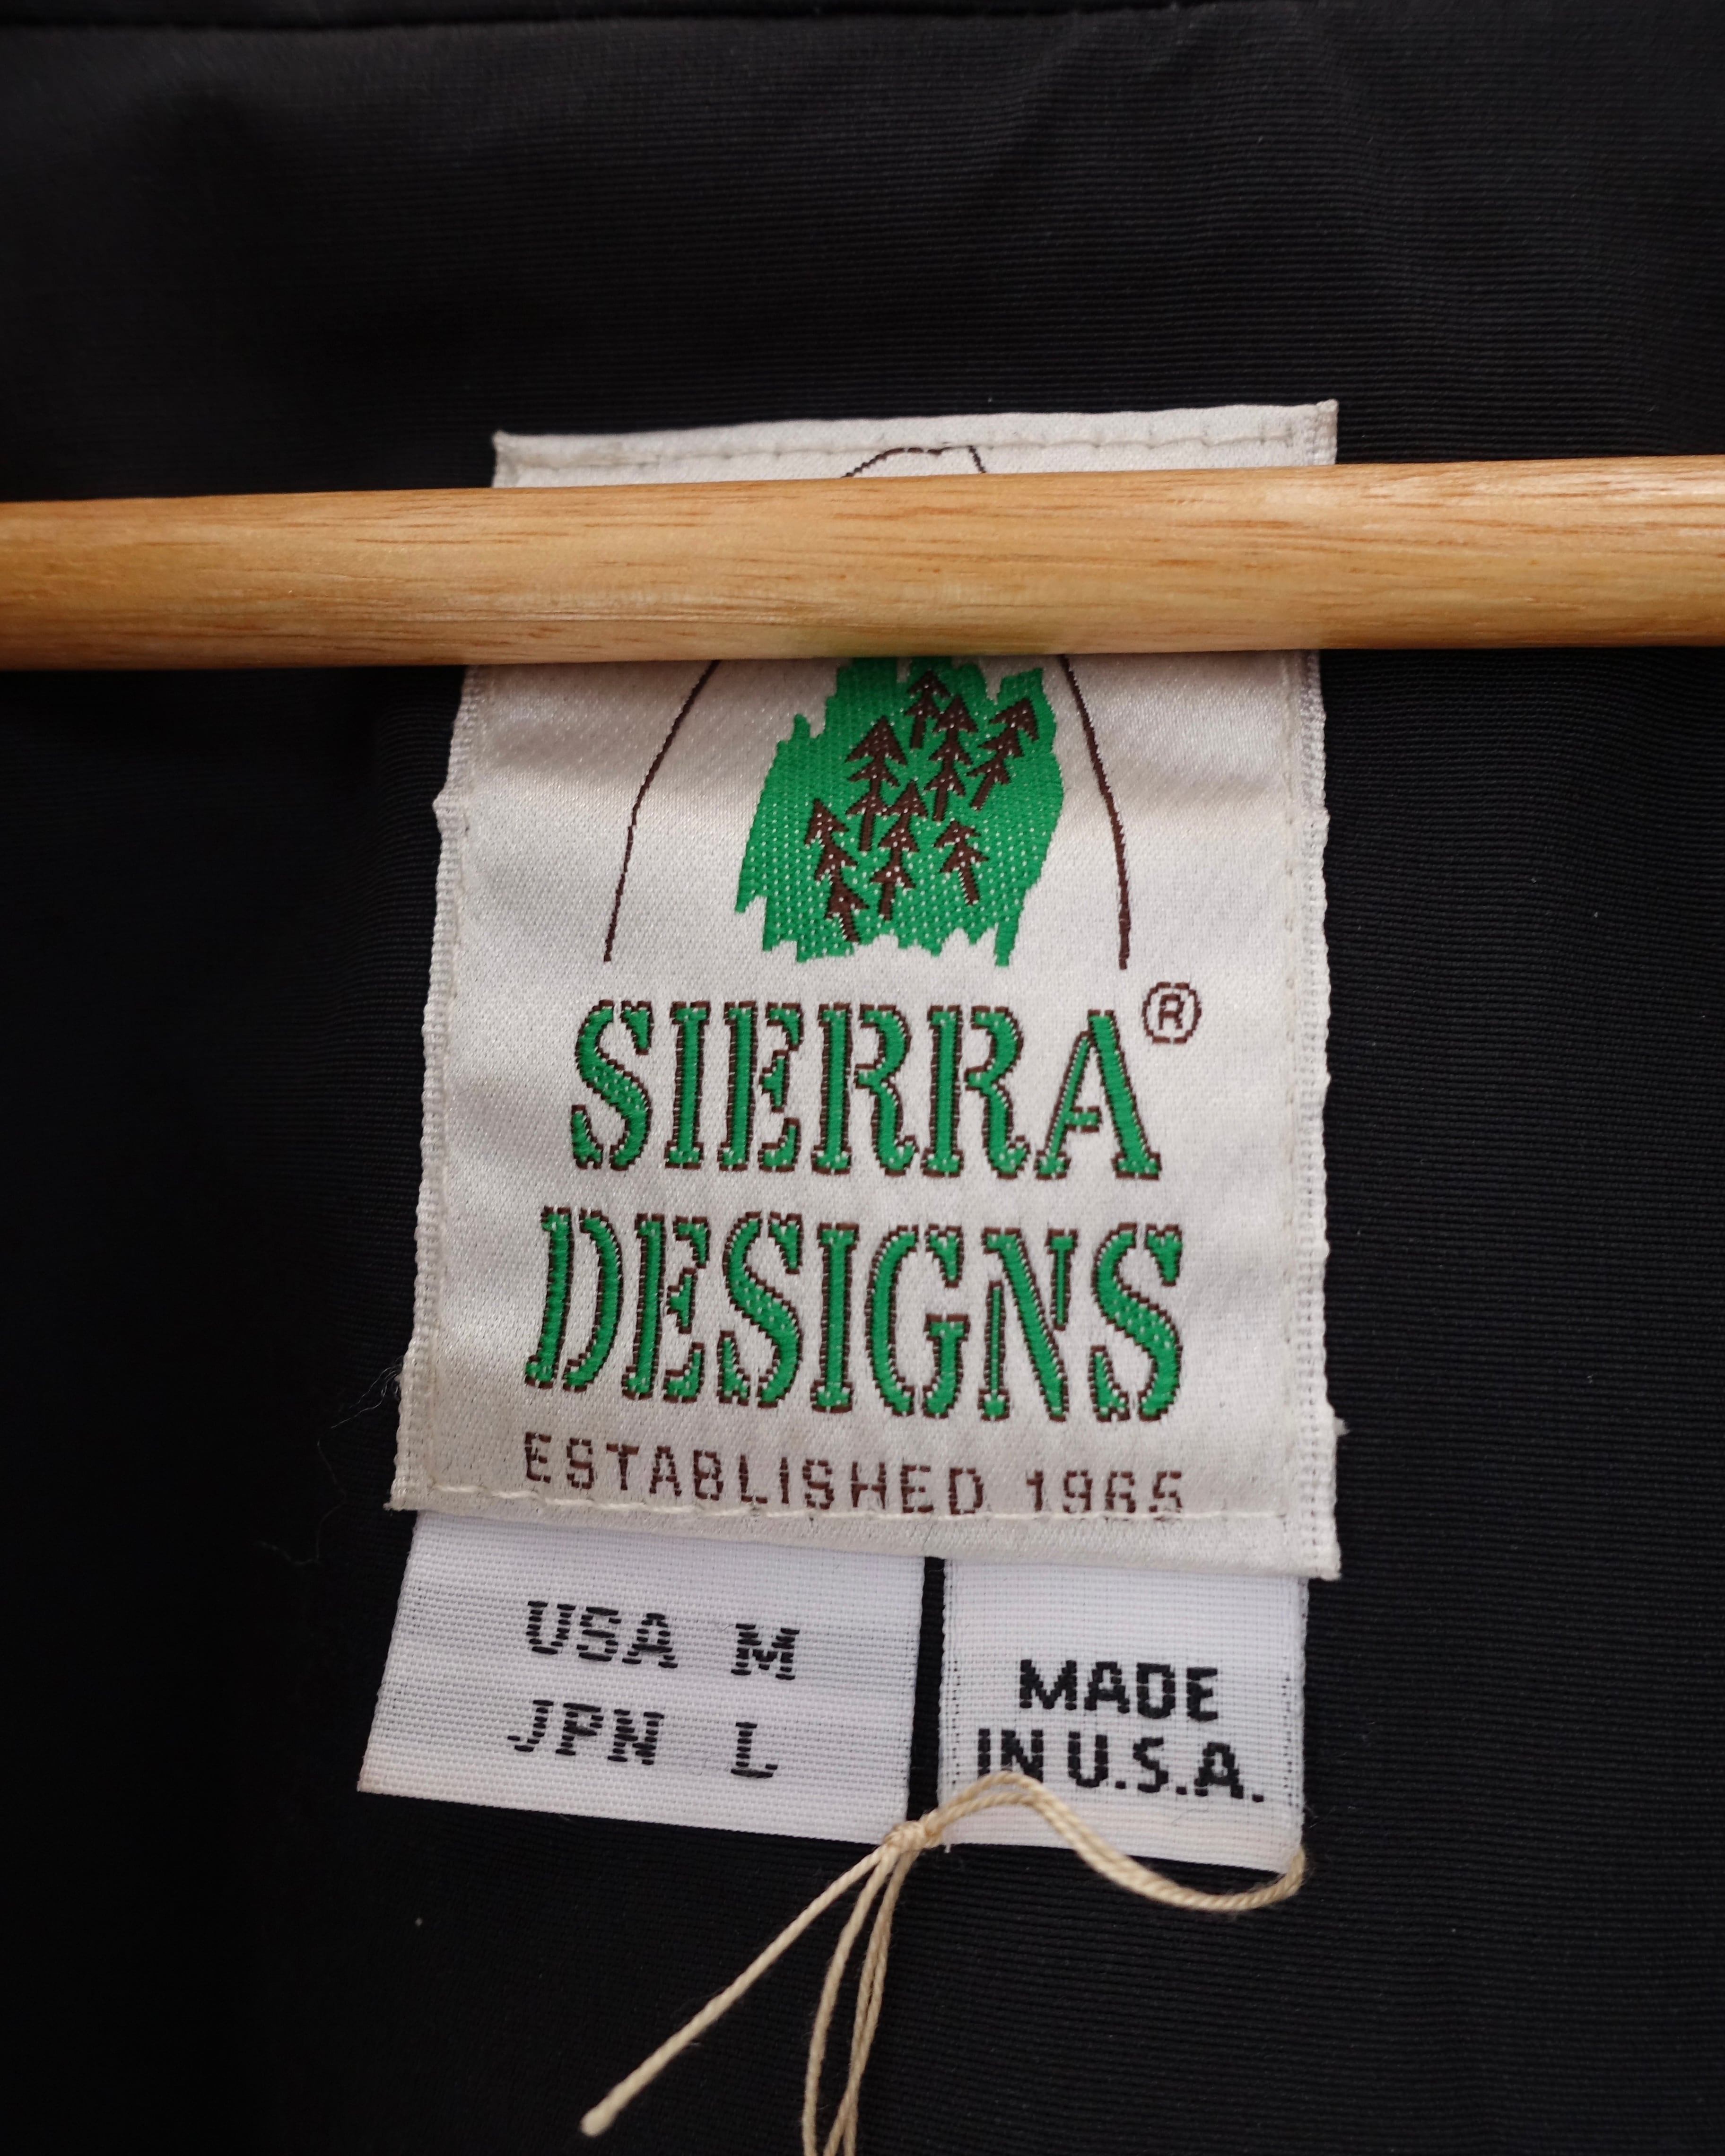 SIERRA®
DESIGNS
ESTABLISHED 1965
USA M
JPN L
MADE
IN U.S.A.